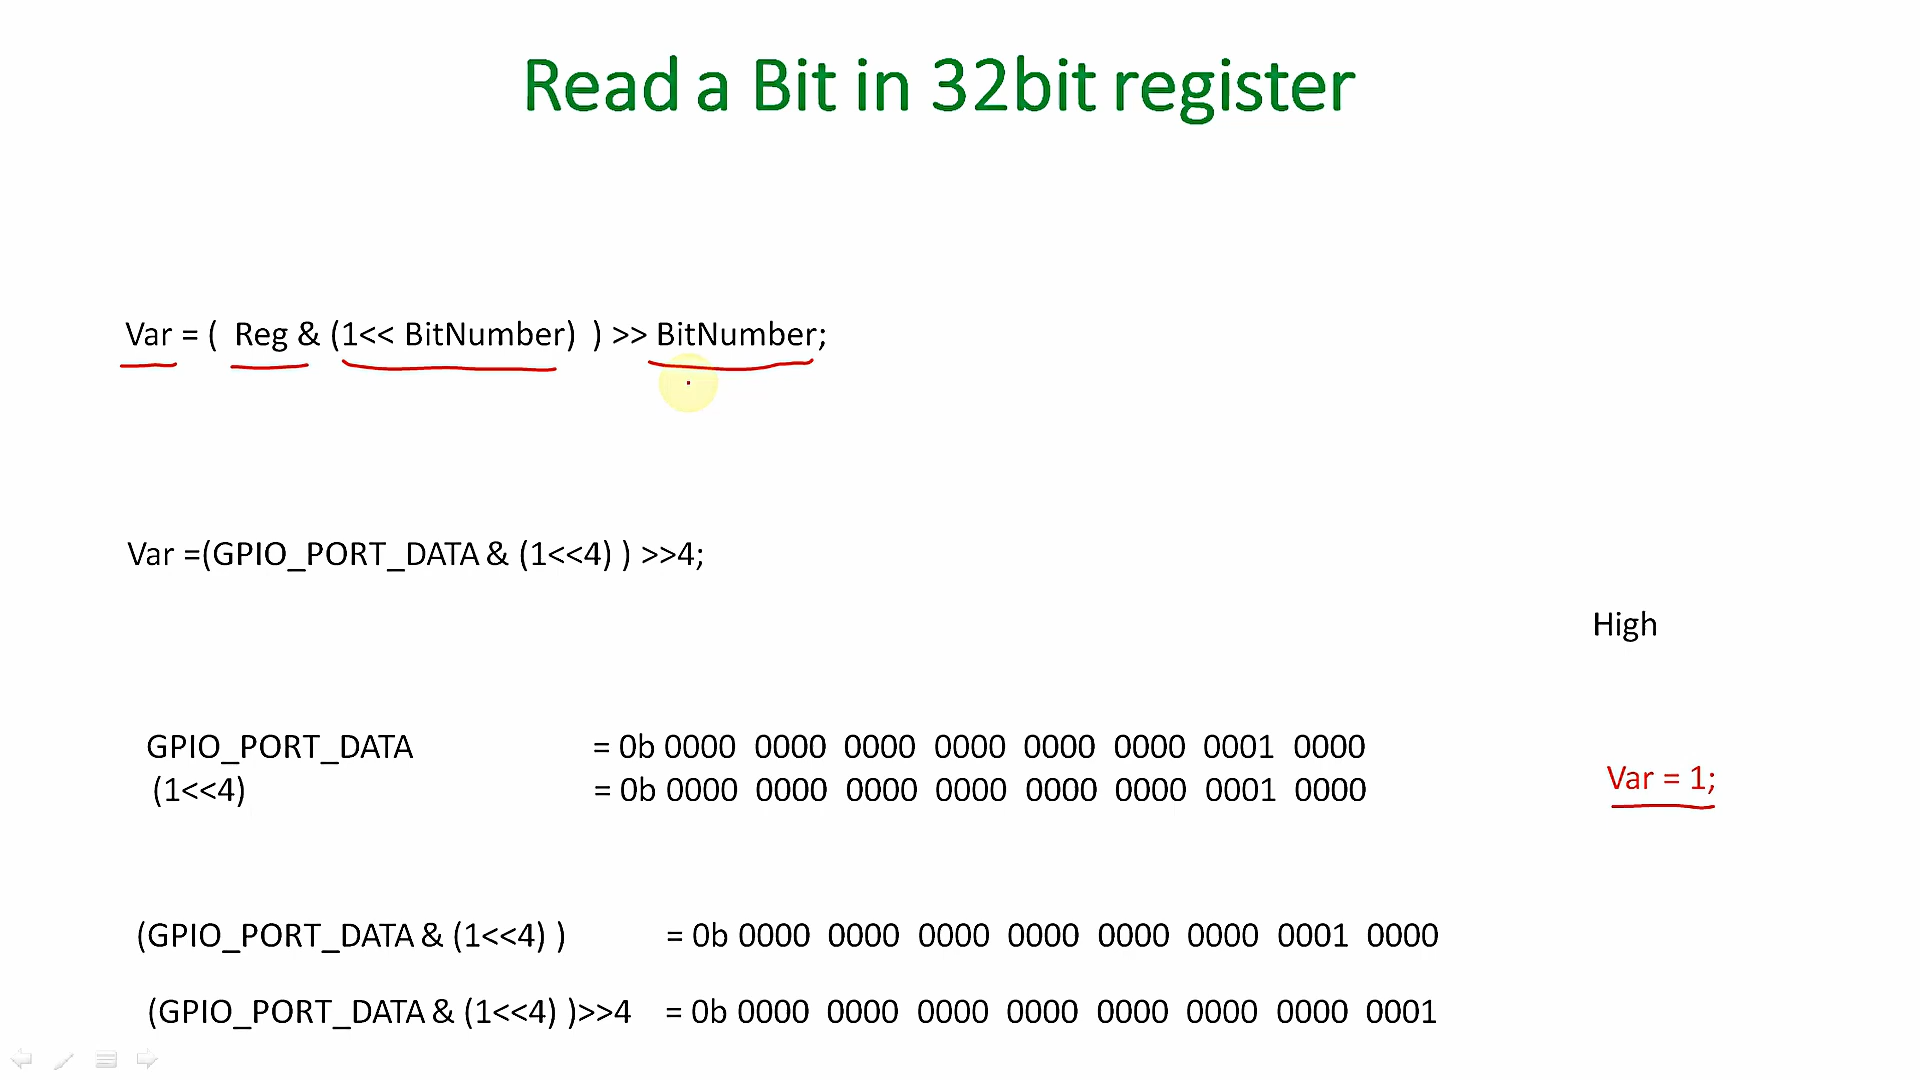 Read a Bit in 32bit register
Var = ( Reg & (1<< BitNumber) ) >> BitNumber;
Var =(GPIO_PORT_DATA & (1<<4) ) >>4;
High
GPIO_PORT_DATA = 0b 0000 0000 0000 0000 0000 0000 0001 0000
(1<<4) = 0b 0000 0000 0000 0000 0000 0000 0001 0000
Var = 1;
(GPIO_PORT_DATA & (1<<4) ) = 0b 0000 0000 0000 0000 0000 0000 0001 0000
(GPIO_PORT_DATA & (1<<4) )>>4 = 0b 0000 0000 0000 0000 0000 0000 0000 0001